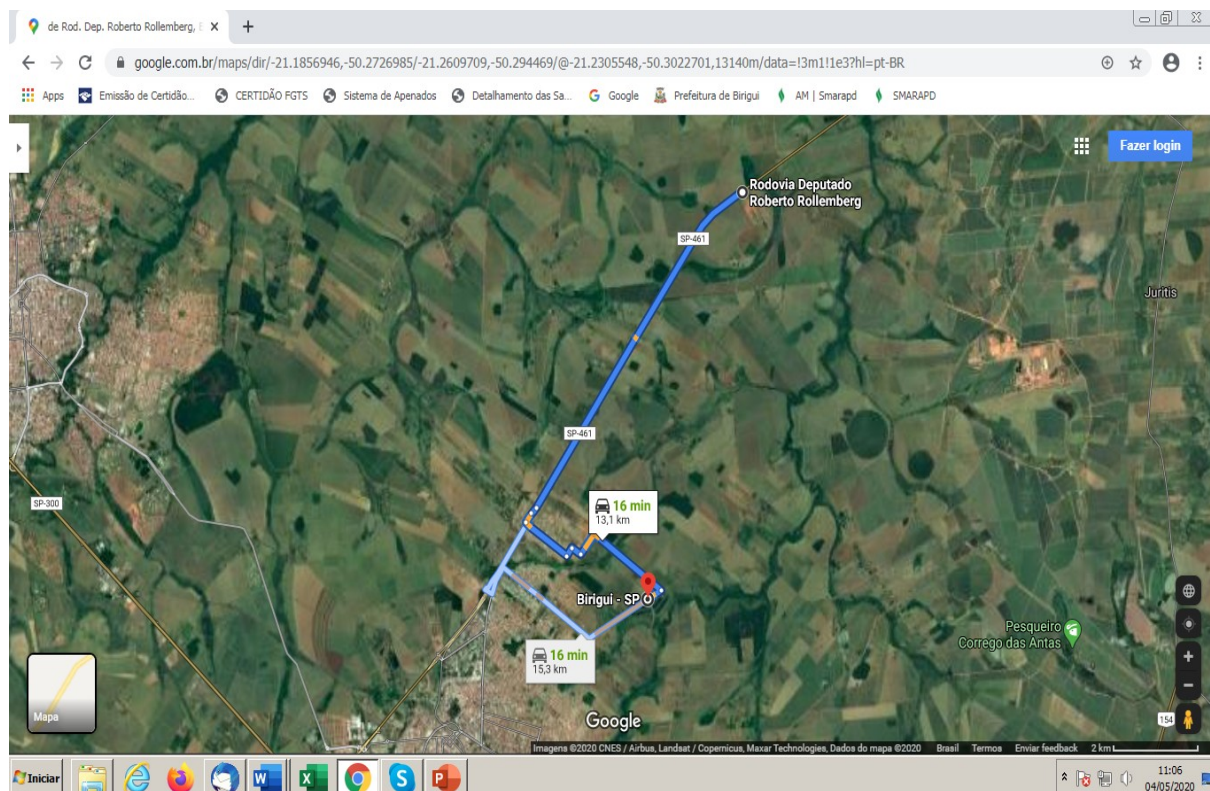 de Rod. Dep. Roberto Rollemberg, E
google.com.br/maps/dir/-21.1856946,-50.2726985/-21.2609709,-50.294469/@-21.2305548,-50.3022701,13140m/data=!3m1!1e3?hl=pt-BR
Apps Emissão de Certidão... CERTIDÃO FGTS Sistema de Apenados Detalhamento das Sa... Google Prefeitura de Birigui AM | Smarapd SMARAPD
Fazer login
Rodovia Deputado
Roberto Rollemberg
SP-461
Juritis
SP-461
SP-300
16 min
13,1 km
Birigui - SP
Pesqueiro
Corrego das Antas
16 min
15,3 km
Mapa
Google
154
Imagens ©2020 CNES / Airbus, Landsat / Copernicus, Maxar Technologies, Dados do mapa ©2020 Brasil Termos Enviar feedback 2 km
Iniciar
11:06
04/05/2020